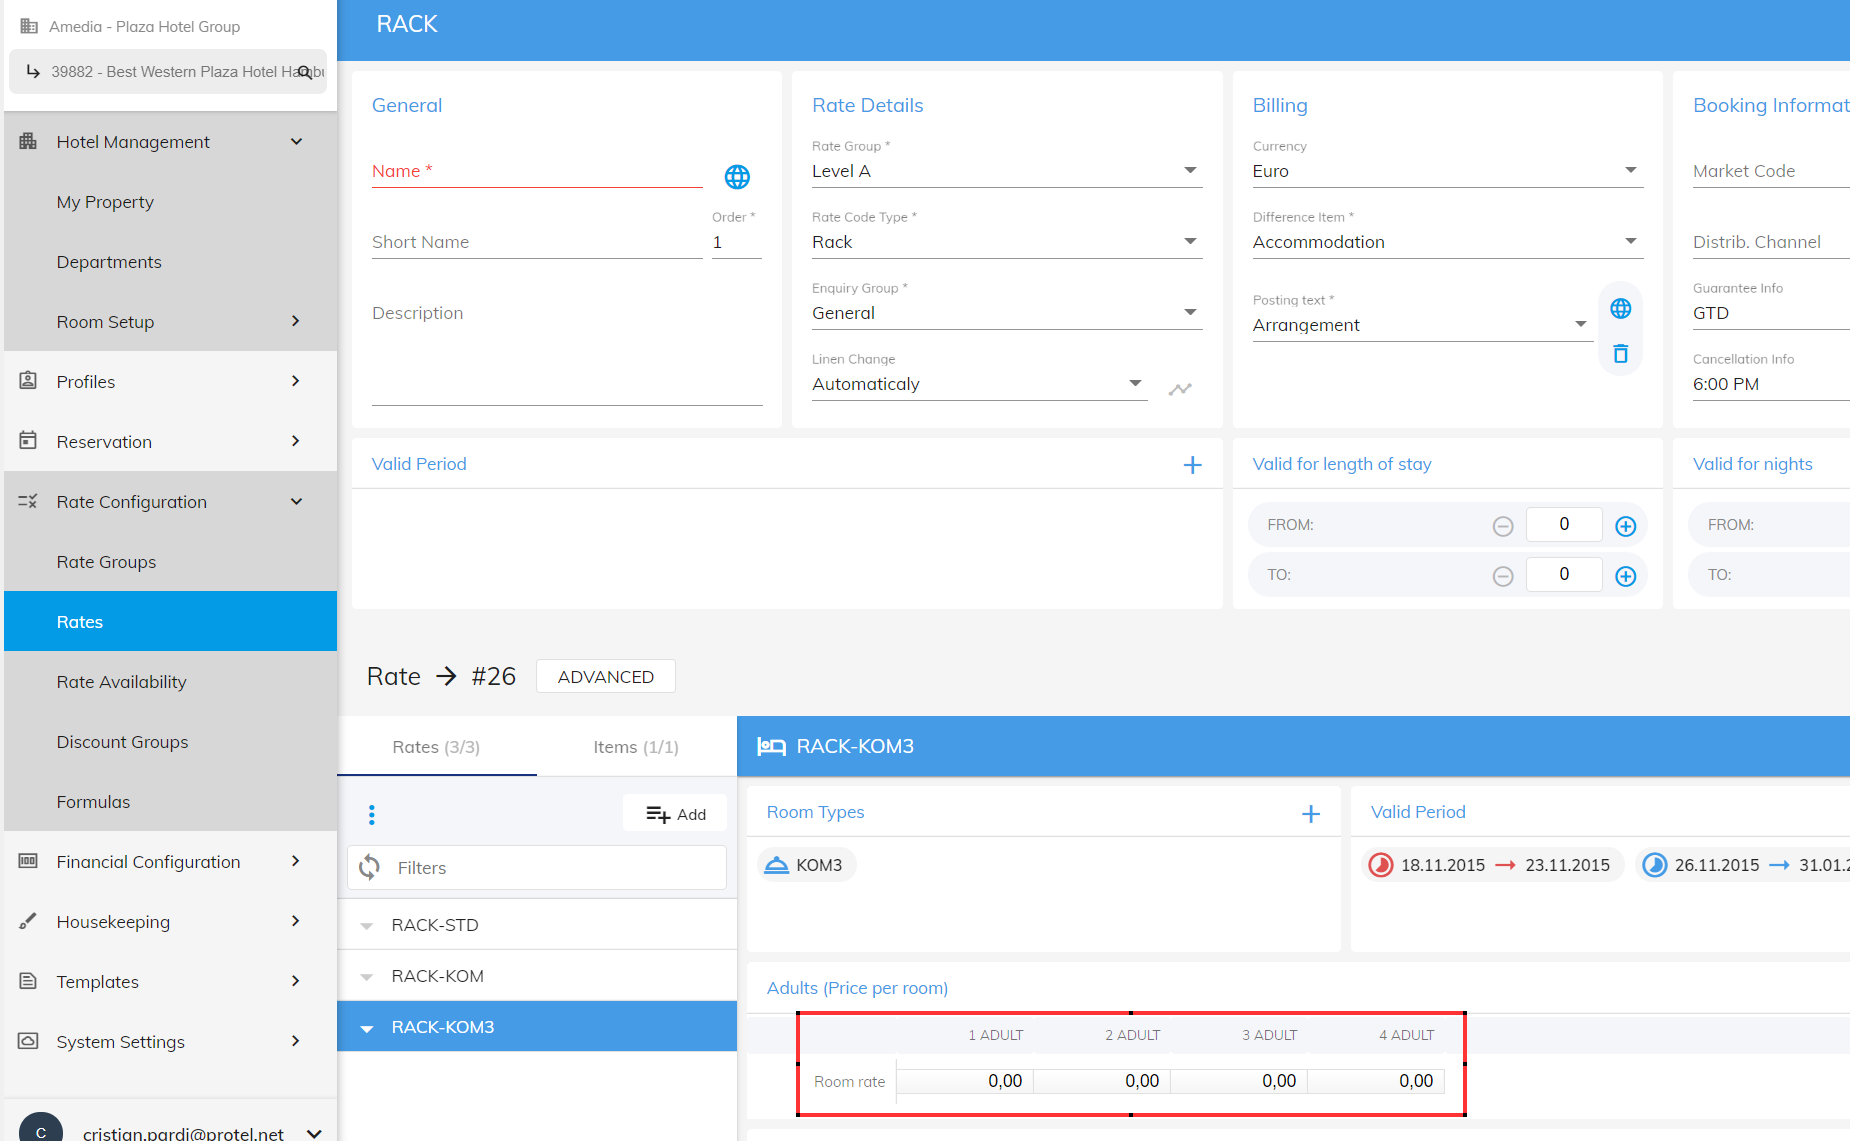 Amedia - Plaza Hotel Group
39882 - Best Western Plaza Hotel
Hotel Management
My Property
Departments
Room Setup
Profiles
Reservation
Rate Configuration
Rate Groups
Rates
Rate Availability
Discount Groups
Formulas
Financial Configuration
Housekeeping
Templates
System Settings
C
cristian.pardi@protel.net
RACK
General
Name *
Short Name
Order *
1
Description
Rate Details
Rate Group *
Level A
Rate Code Type *
Rack
Enquiry Group *
General
Linen Change
Automaticaly
Billing
Currency
Euro
Difference Item *
Accommodation
Posting text *
Arrangement
Booking Informat
Market Code
Distrib. Channel
Guarantee Info
GTD
Cancellation Info
6:00 PM
Valid Period
Valid for length of stay
FROM:
0
TO:
0
Valid for nights
FROM:
TO:
Rate → #26
ADVANCED
Rates (3/3)
Items (1/1)
Add
Filters
RACK-STD
RACK-KOM
RACK-KOM3
RACK-KOM3
Room Types
KOM3
Valid Period
18.11.2015 → 23.11.2015
26.11.2015 → 31.01.2
Adults (Price per room)
1 ADULT 2 ADULT 3 ADULT 4 ADULT
Room rate 0,00 0,00 0,00 0,00